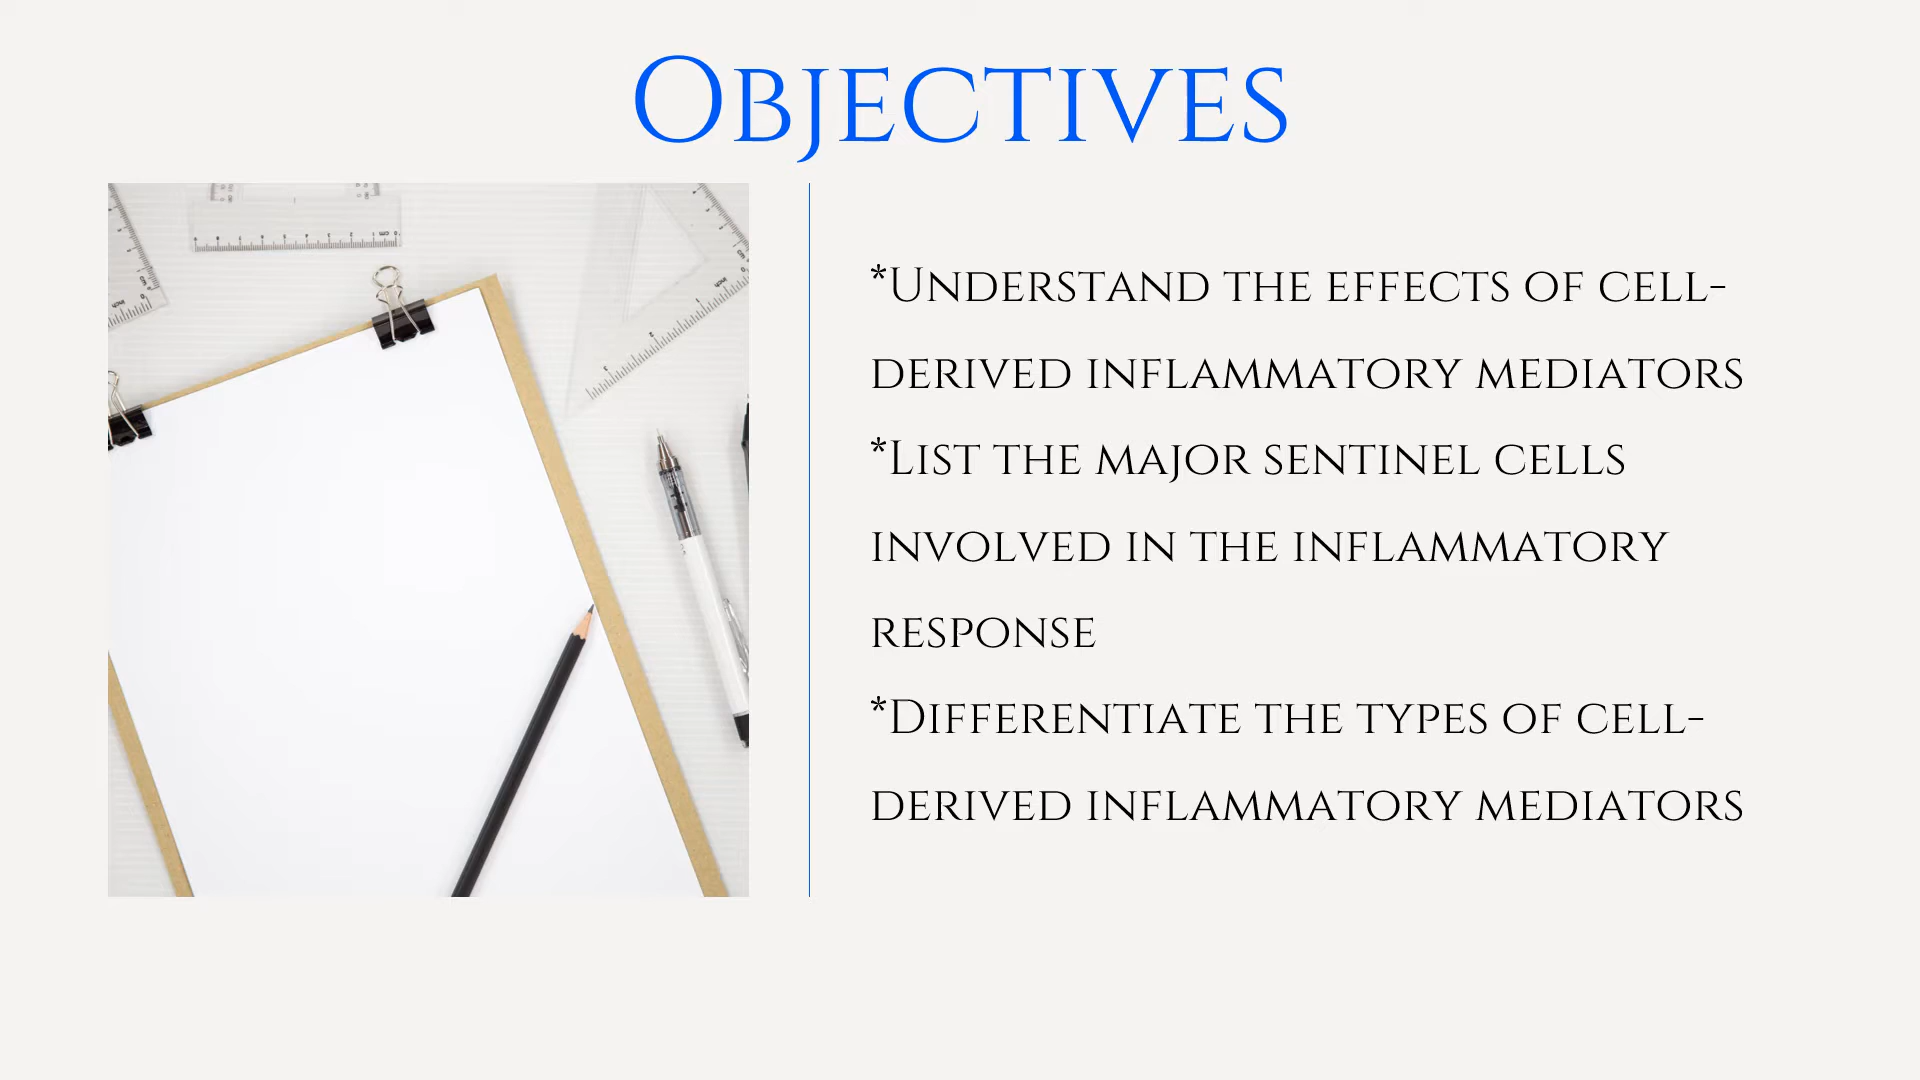 Objectives
*Understand the effects of cell-
derived inflammatory mediators
*List the major sentinel cells
involved in the inflammatory
response
*Differentiate the types of cell-
derived inflammatory mediators